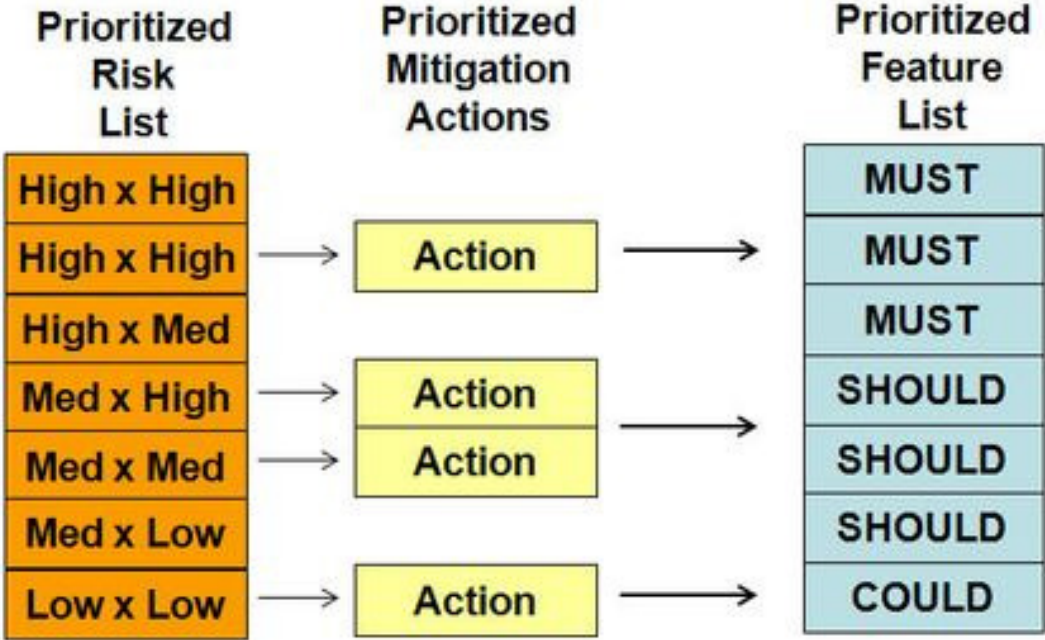 Prioritized
Risk
List
High x High
High x High
High x Med
Med x High
Med x Med
Med x Low
Low x Low
Prioritized
Mitigation
Actions
Action
Action
Action
Action
Prioritized
Feature
List
MUST
MUST
MUST
SHOULD
SHOULD
SHOULD
COULD